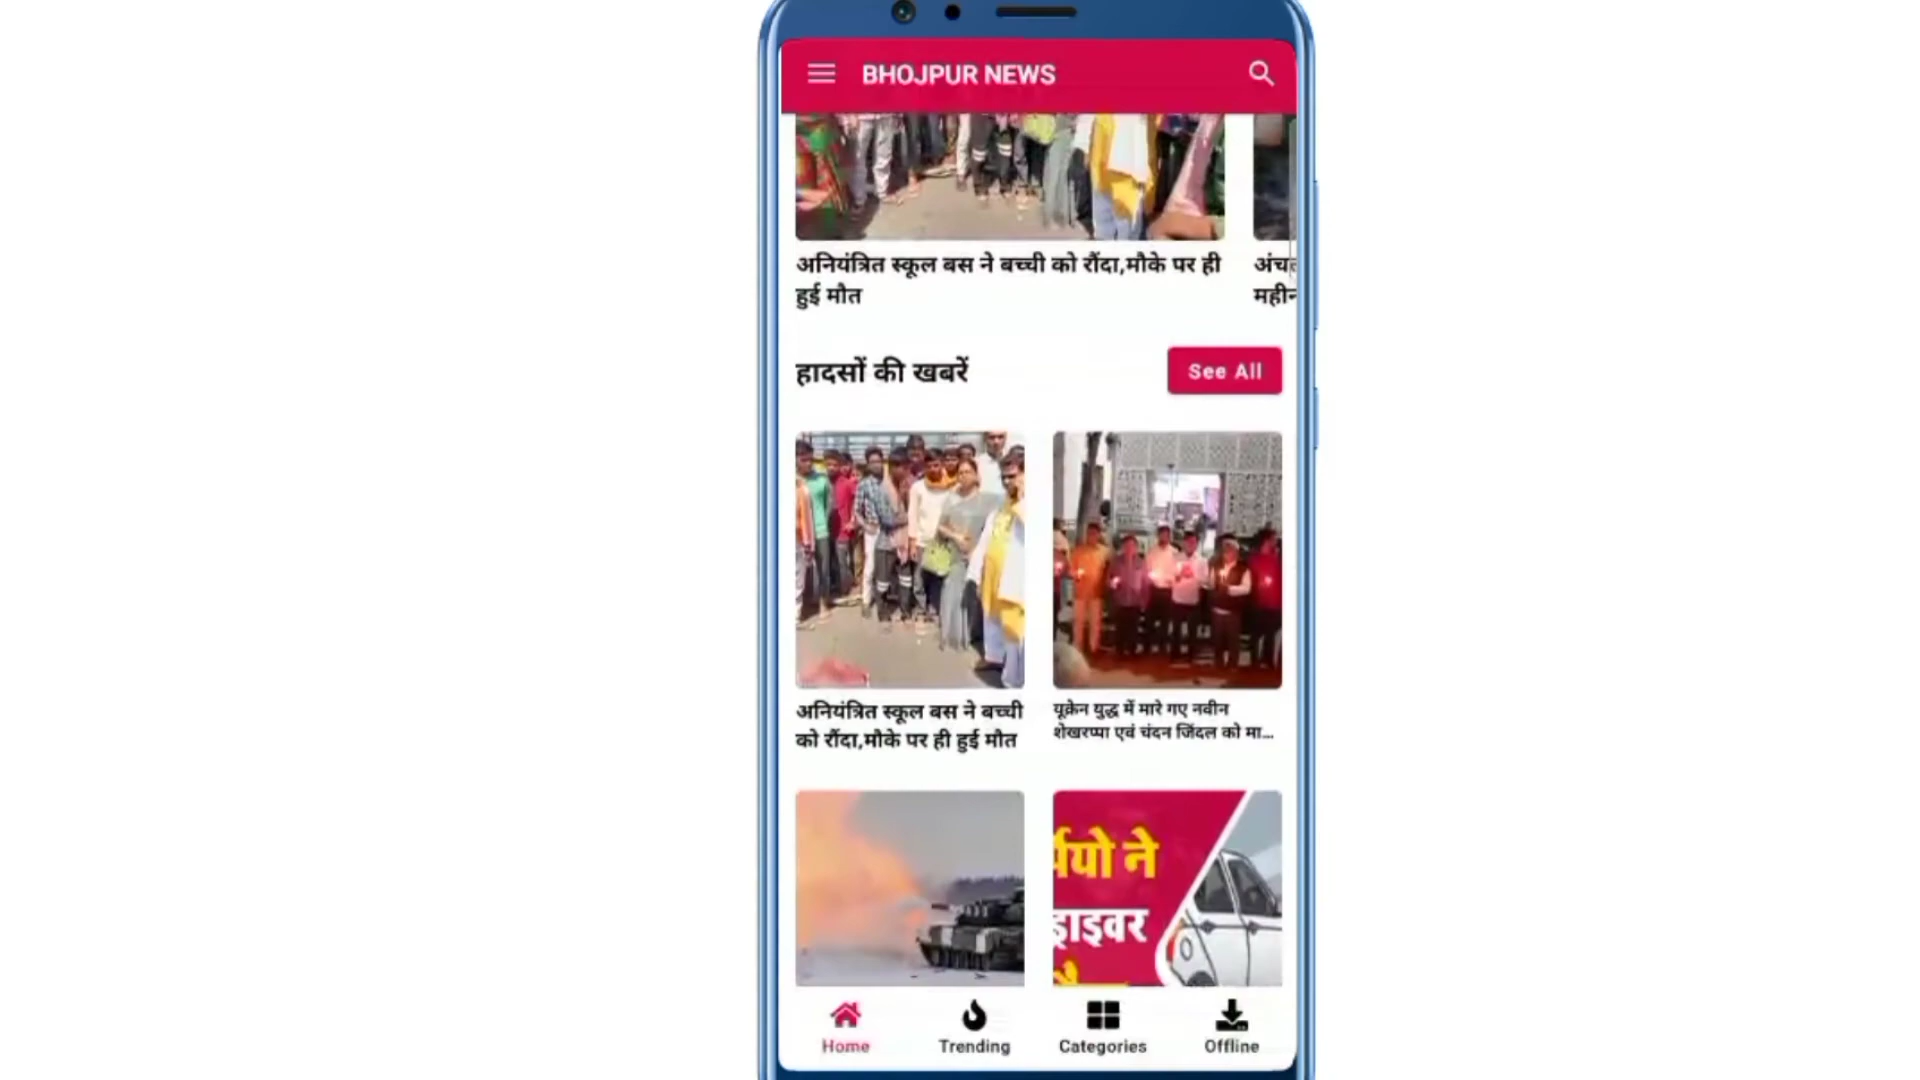 BHOJPUR NEWS
अनियंत्रित स्कूल बस ने बच्ची को रौंदा,मौके पर ही
हुई मौत
हादसों की खबरें
See All
अनियंत्रित स्कूल बस ने बच्ची
को रौंदा,मौके पर ही हुई मौत
यूक्रेन युद्ध में मारे गए नवीन
शेखरप्पा एवं चंदन जिंदल को मा...
ने
ड्राइवर
Home
Trending
Categories
Offline